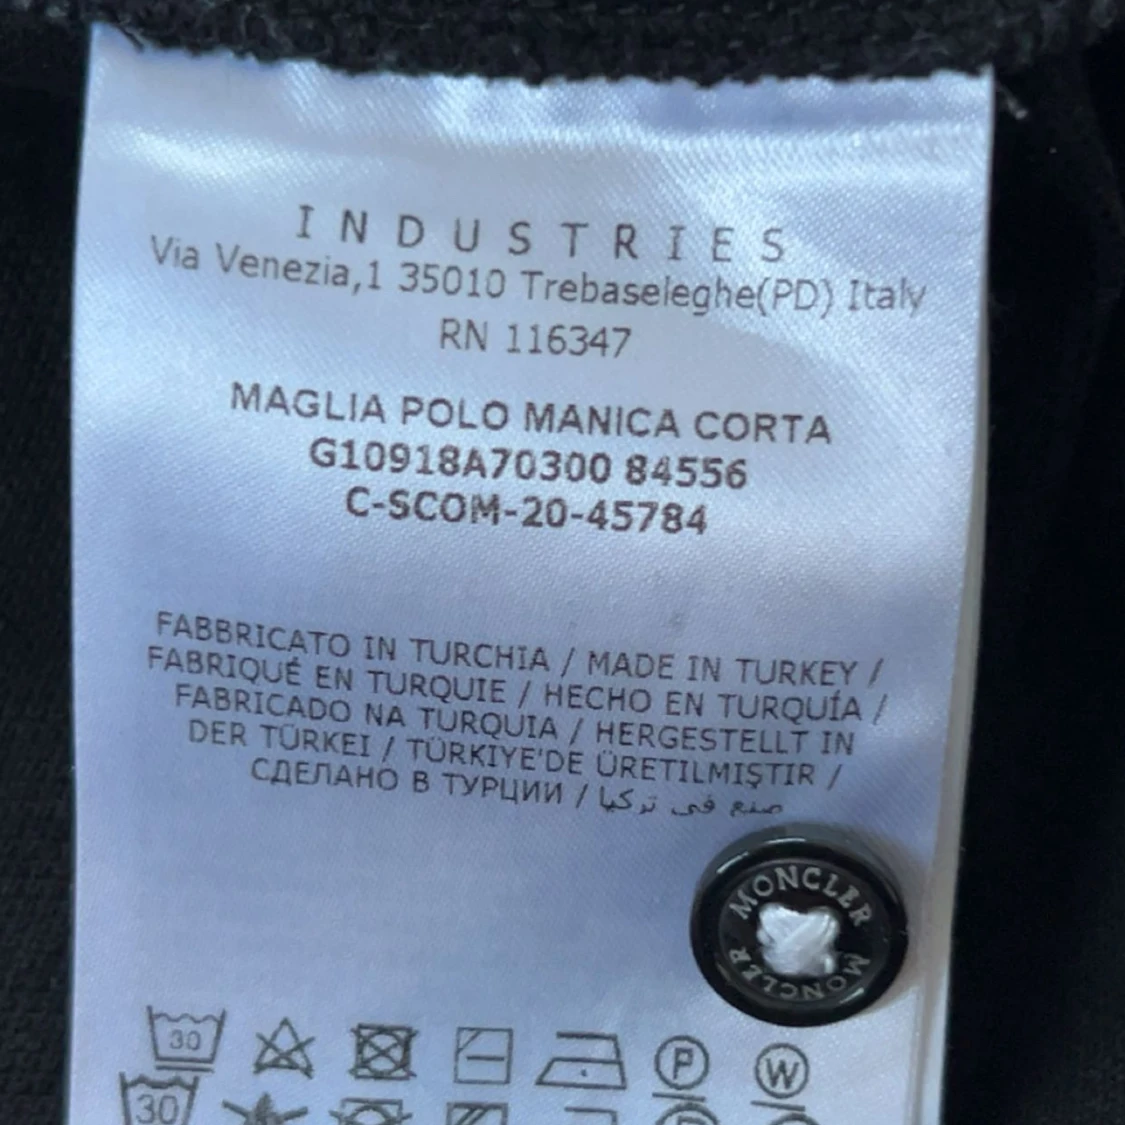 INDUSTRIES
Via Venezia,1 35010 Trebaseleghe(PD) Italy
RN 116347
MAGLIA POLO MANICA CORTA
G10918A70300 84556
C-SCOM-20-45784
FABBRICATO IN TURCHIA / MADE IN TURKEY /
FABRIQUÉ EN TURQUIE / HECHO EN TURQUÍA /
FABRICADO NA TURQUIA / HERGESTELLT IN
DER TÜRKEI / TÜRKIYE'DE ÜRETILMIŞTIR /
СДЕЛАНО В ТУРЦИИ / صنع في تركيا
MONCLER
MONCLER
30
P
W
30